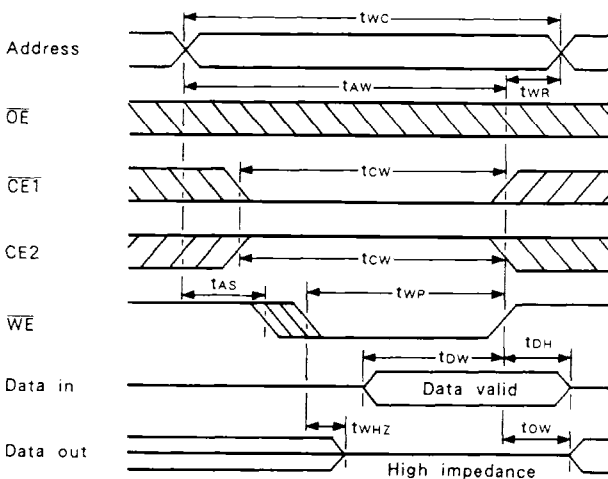 tWC
Address
tAW
tWR
OE
tCW
CE1
CE2
tCW
tAS
tWP
WE
tDW
tDH
Data in
Data valid
tWHZ
tOW
Data out
High impedance